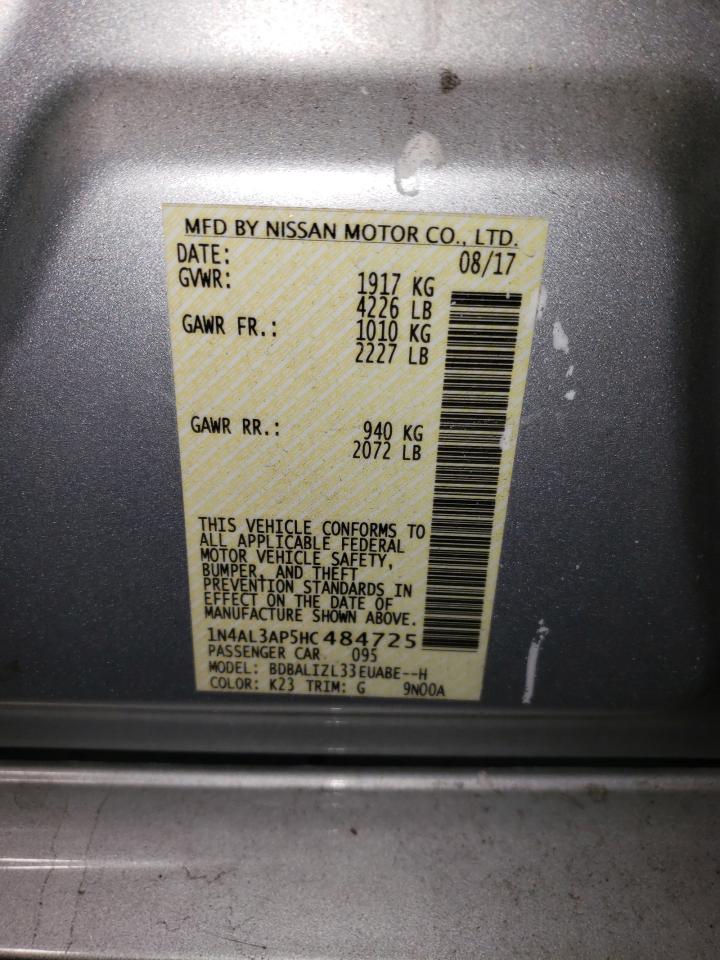 MFD BY NISSAN MOTOR CO., LTD.
DATE: 08/17
GVWR: 1917 KG
4226 LB
GAWR FR.: 1010 KG
2227 LB
GAWR RR.: 940 KG
2072 LB
THIS VEHICLE CONFORMS TO
ALL APPLICABLE FEDERAL
MOTOR VEHICLE SAFETY,
BUMPER, AND THEFT
PREVENTION STANDARDS IN
EFFECT ON THE DATE OF
MANUFACTURE SHOWN ABOVE.
1N4AL3AP5HC484725
PASSENGER CAR 095
MODEL: BDBALIZL33EUABE--H
COLOR: K23 TRIM: G 9N00A